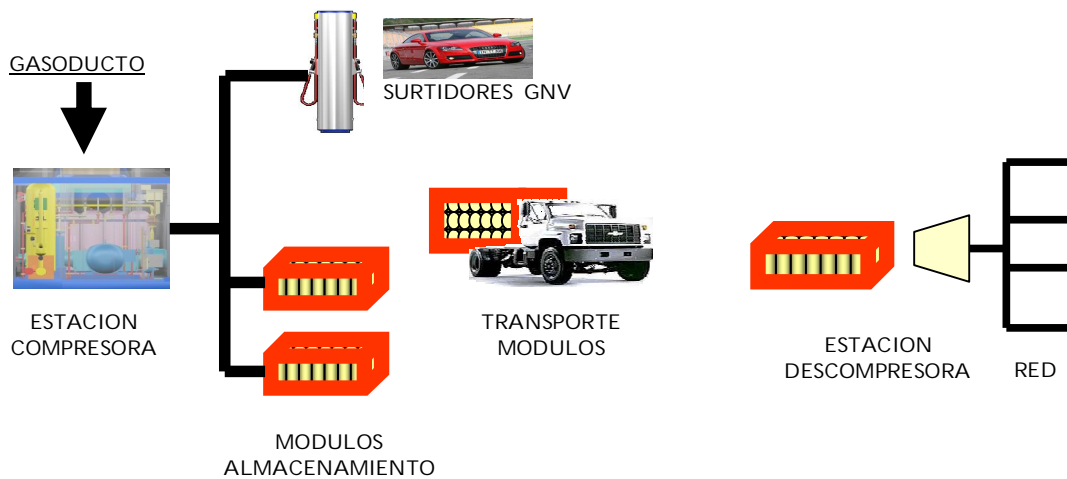 GASODUCTO
SURTIDORES GNV
ESTACION
COMPRESORA
TRANSPORTE
MODULOS
ESTACION
DESCOMPRESORA
RED
MODULOS
ALMACENAMIENTO